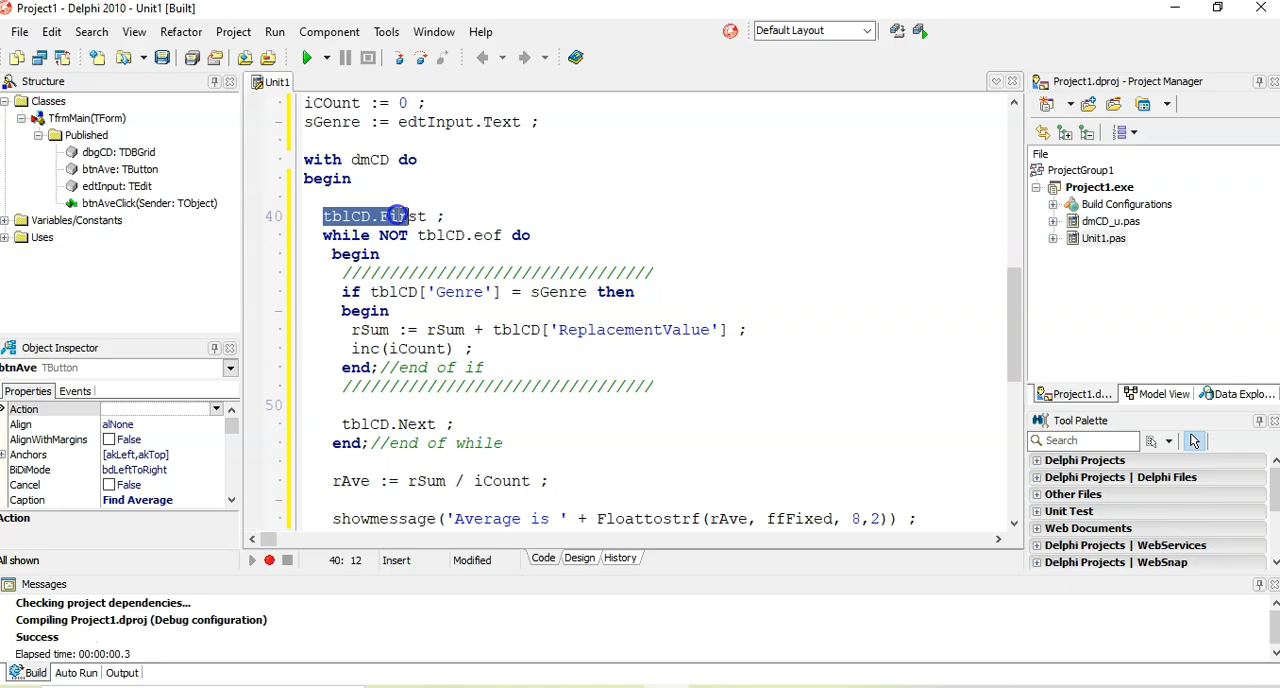 Project1 - Delphi 2010 - Unit1 [Built]
File Edit Search View Refactor Project Run Component Tools Window Help
Default Layout
Structure
Classes
TfrmMain(TForm)
Published
dbgCD: TDBGrid
btnAve: TButton
edtInput: TEdit
btnAveClick(Sender: TObject)
Variables/Constants
Uses
Object Inspector
btnAve TButton
Properties Events
Action
Align alNone
AlignWithMargins False
Anchors [akLeft,akTop]
BiDiMode bdLeftToRight
Cancel False
Caption Find Average
Action
All shown
Unit1
iCOunt := 0 ;
sGenre := edtInput.Text ;
with dmCD do
begin
40 tblCD.First ;
while NOT tblCD.eof do
begin
/////////////////////////////////
if tblCD['Genre'] = sGenre then
begin
rSum := rSum + tblCD['ReplacementValue'] ;
inc(iCount) ;
end;//end of if
/////////////////////////////////
50
tblCD.Next ;
end;//end of while
rAve := rSum / iCount ;
showmessage('Average is ' + Floattostrf(rAve, ffFixed, 8,2)) ;
40: 12 Insert Modified Code Design History
Project1.dproj - Project Manager
File
ProjectGroup1
Project1.exe
Build Configurations
dmCD_u.pas
Unit1.pas
Project1.d... Model View Data Explo...
Tool Palette
Search
Delphi Projects
Delphi Projects | Delphi Files
Other Files
Unit Test
Web Documents
Delphi Projects | WebServices
Delphi Projects | WebSnap
Messages
Checking project dependencies...
Compiling Project1.dproj (Debug configuration)
Success
Elapsed time: 00:00:00.3
Build Auto Run Output